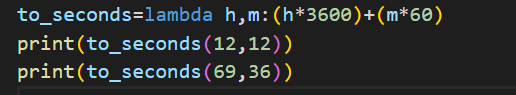 to_seconds=lambda h,m:(h*3600)+(m*60)
print(to_seconds(12,12))
print(to_seconds(69,36))